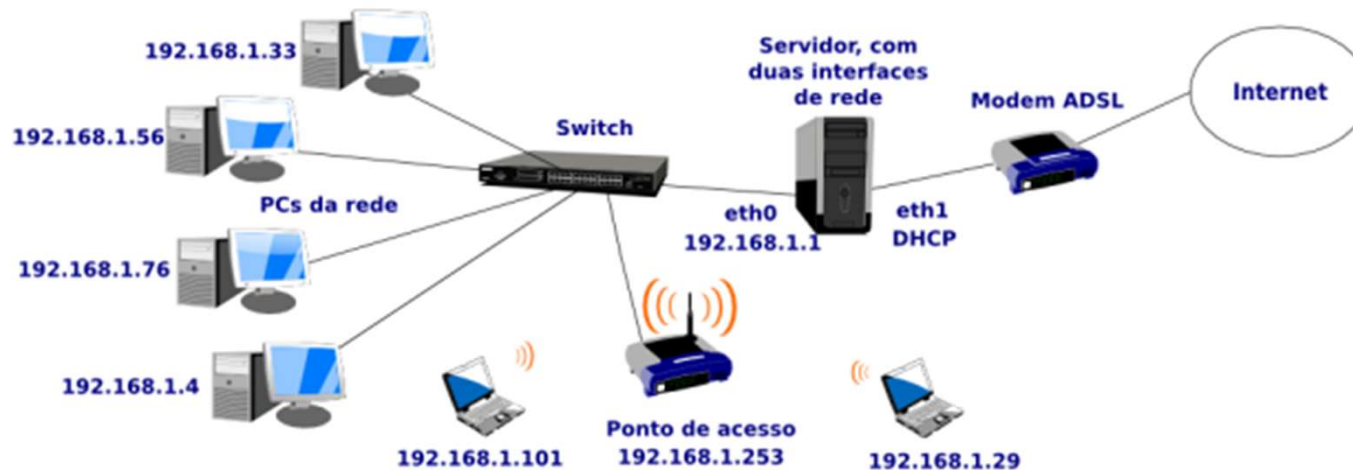 192.168.1.33
Servidor, com
duas interfaces
de rede
Modem ADSL
Internet
192.168.1.56
Switch
PCs da rede
eth0
192.168.1.1
eth1
DHCP
192.168.1.76
192.168.1.4
192.168.1.101
Ponto de acesso
192.168.1.253
192.168.1.29